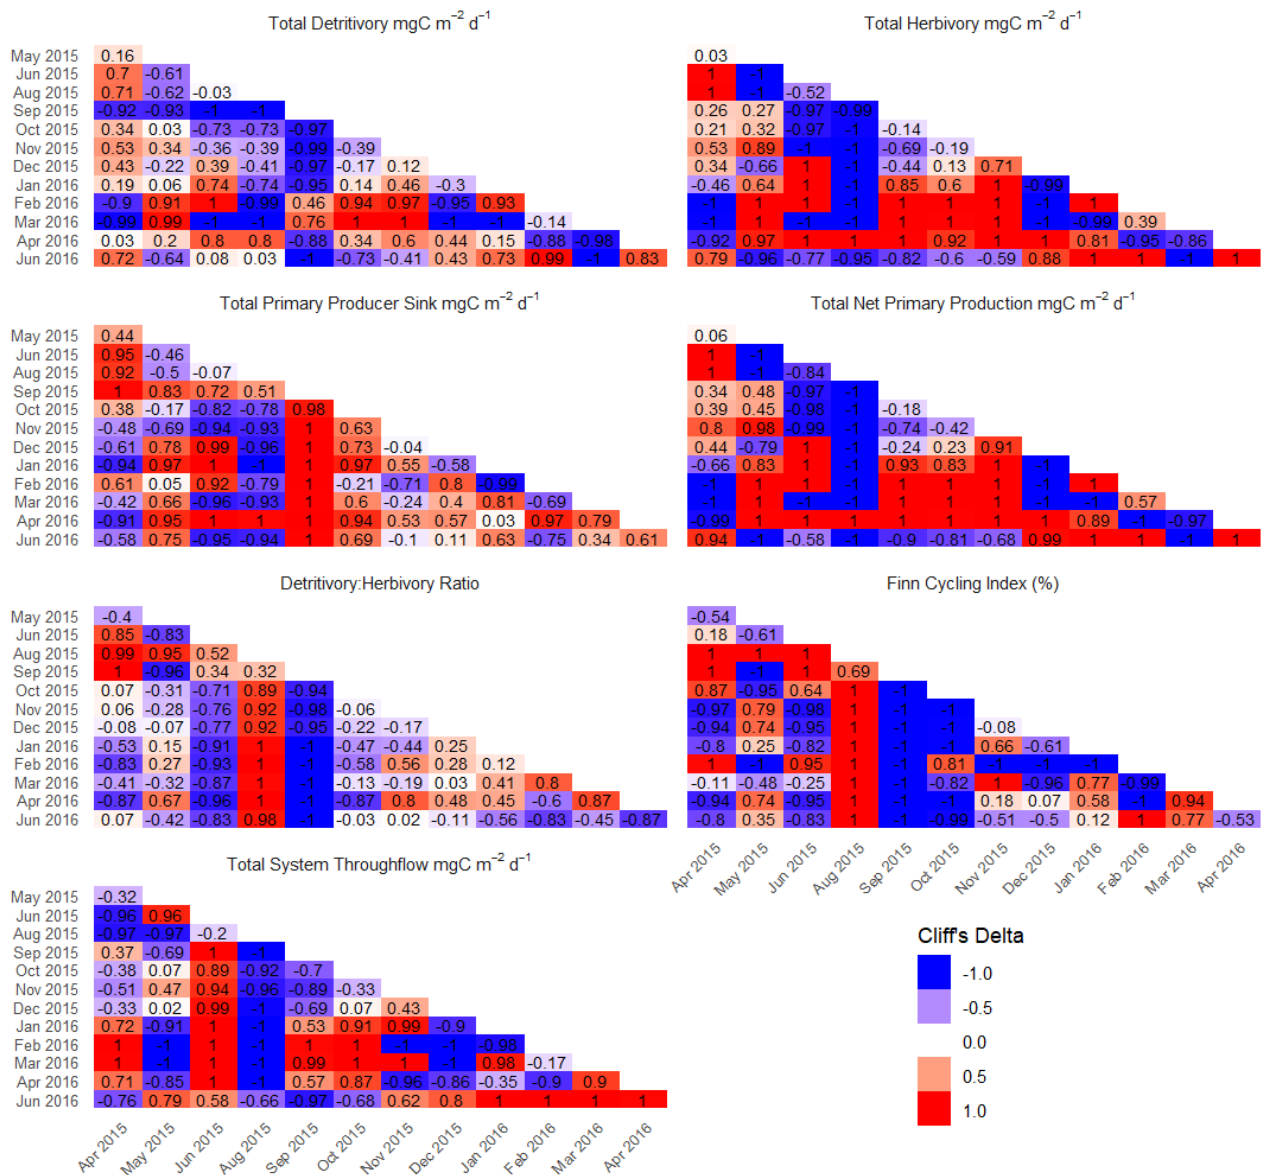 Total Detritivory mgC m⁻² d⁻¹
May 2015 0.16
Jun 2015 0.7 -0.61
Aug 2015 0.71 -0.62 -0.03
Sep 2015 -0.92 -0.93 -1 -1
Oct 2015 0.34 0.03 -0.73 -0.73 -0.97
Nov 2015 0.53 0.34 -0.36 -0.39 -0.99 -0.39
Dec 2015 0.43 -0.22 0.39 -0.41 -0.97 -0.17 0.12
Jan 2016 0.19 0.06 0.74 -0.74 -0.95 0.14 0.46 -0.3
Feb 2016 -0.9 0.91 1 -0.99 0.46 0.94 0.97 -0.95 0.93
Mar 2016 -0.99 0.99 -1 -1 0.76 1 1 -1 -1 -0.14
Apr 2016 0.03 0.2 0.8 0.8 -0.88 0.34 0.6 0.44 0.15 -0.88 -0.98
Jun 2016 0.72 -0.64 0.08 0.03 -1 -0.73 -0.41 0.43 0.73 0.99 -1 0.83
Total Herbivory mgC m⁻² d⁻¹
0.03
1 -1
1 -1 -0.52
0.26 0.27 -0.97 -0.99
0.21 0.32 -0.97 -1 -0.14
0.53 0.89 -1 -1 -0.69 -0.19
0.34 -0.66 1 -1 -0.44 0.13 0.71
-0.46 0.64 1 -1 0.85 0.6 1 -0.99
-1 1 1 -1 1 1 1 -1 1
-1 1 -1 -1 1 1 1 -1 -0.99 0.39
-0.92 0.97 1 1 1 0.92 1 1 0.81 -0.95 -0.86
0.79 -0.96 -0.77 -0.95 -0.82 -0.6 -0.59 0.88 1 1 -1 1
Total Primary Producer Sink mgC m⁻² d⁻¹
May 2015 0.44
Jun 2015 0.95 -0.46
Aug 2015 0.92 -0.5 -0.07
Sep 2015 1 0.83 0.72 0.51
Oct 2015 0.38 -0.17 -0.82 -0.78 0.98
Nov 2015 -0.48 -0.69 -0.94 -0.93 1 0.63
Dec 2015 -0.61 0.78 0.99 -0.96 1 0.73 -0.04
Jan 2016 -0.94 0.97 1 -1 1 0.97 0.55 -0.58
Feb 2016 0.61 0.05 0.92 -0.79 1 -0.21 -0.71 0.8 -0.99
Mar 2016 -0.42 0.66 -0.96 -0.93 1 0.6 -0.24 0.4 0.81 -0.69
Apr 2016 -0.91 0.95 1 1 1 0.94 0.53 0.57 0.03 0.97 0.79
Jun 2016 -0.58 0.75 -0.95 -0.94 1 0.69 -0.1 0.11 0.63 -0.75 0.34 0.61
Total Net Primary Production mgC m⁻² d⁻¹
0.06
1 -1
1 -1 -0.84
0.34 0.48 -0.97 -1
0.39 0.45 -0.98 -1 -0.18
0.8 0.98 -0.99 -1 -0.74 -0.42
0.44 -0.79 1 -1 -0.24 0.23 0.91
-0.66 0.83 1 -1 0.93 0.83 1 -1
-1 1 1 -1 1 1 1 -1 1
-1 1 -1 -1 1 1 1 -1 -1 0.57
-0.99 1 1 1 1 1 1 1 0.89 -1 -0.97
0.94 -1 -0.58 -1 -0.9 -0.81 -0.68 0.99 1 1 -1 1
Detritivory:Herbivory Ratio
May 2015 -0.4
Jun 2015 0.85 -0.83
Aug 2015 0.99 0.95 0.52
Sep 2015 1 -0.96 0.34 0.32
Oct 2015 0.07 -0.31 -0.71 0.89 -0.94
Nov 2015 0.06 -0.28 -0.76 0.92 -0.98 -0.06
Dec 2015 -0.08 -0.07 -0.77 0.92 -0.95 -0.22 -0.17
Jan 2016 -0.53 0.15 -0.91 1 -1 -0.47 -0.44 0.25
Feb 2016 -0.83 0.27 -0.93 1 -1 -0.58 0.56 0.28 0.12
Mar 2016 -0.41 -0.32 -0.87 1 -1 -0.13 -0.19 0.03 0.41 0.8
Apr 2016 -0.87 0.67 -0.96 1 -1 -0.87 0.8 0.48 0.45 -0.6 0.87
Jun 2016 0.07 -0.42 -0.83 0.98 -1 -0.03 0.02 -0.11 -0.56 -0.83 -0.45 -0.87
Finn Cycling Index (%)
-0.54
0.18 -0.61
1 1 1
1 -1 1 0.69
0.87 -0.95 0.64 1 -1
-0.97 0.79 -0.98 1 -1 -1
-0.94 0.74 -0.95 1 -1 -1 -0.08
-0.8 0.25 -0.82 1 -1 -1 0.66 -0.61
1 -1 0.95 1 -1 0.81 -1 -1 -1
-0.11 -0.48 -0.25 1 -1 -0.82 1 -0.96 0.77 -0.99
-0.94 0.74 -0.95 1 -1 -1 0.18 0.07 0.58 -1 0.94
-0.8 0.35 -0.83 1 -1 -0.99 -0.51 -0.5 0.12 1 0.77 -0.53
Apr 2015 May 2015 Jun 2015 Aug 2015 Sep 2015 Oct 2015 Nov 2015 Dec 2015 Jan 2016 Feb 2016 Mar 2016 Apr 2016
Total System Throughflow mgC m⁻² d⁻¹
May 2015 -0.32
Jun 2015 -0.96 0.96
Aug 2015 -0.97 -0.97 -0.2
Sep 2015 0.37 -0.69 1 -1
Oct 2015 -0.38 0.07 0.89 -0.92 -0.7
Nov 2015 -0.51 0.47 0.94 -0.96 -0.89 -0.33
Dec 2015 -0.33 0.02 0.99 -1 -0.69 0.07 0.43
Jan 2016 0.72 -0.91 1 -1 0.53 0.91 0.99 -0.9
Feb 2016 1 -1 1 -1 1 1 -1 -1 -0.98
Mar 2016 1 -1 1 -1 0.99 1 1 -1 0.98 -0.17
Apr 2016 0.71 -0.85 1 -1 0.57 0.87 -0.96 -0.86 -0.35 -0.9 0.9
Jun 2016 -0.76 0.79 0.58 -0.66 -0.97 -0.68 0.62 0.8 1 1 1 1
Apr 2015 May 2015 Jun 2015 Aug 2015 Sep 2015 Oct 2015 Nov 2015 Dec 2015 Jan 2016 Feb 2016 Mar 2016 Apr 2016
Cliff's Delta
-1.0
-0.5
0.0
0.5
1.0